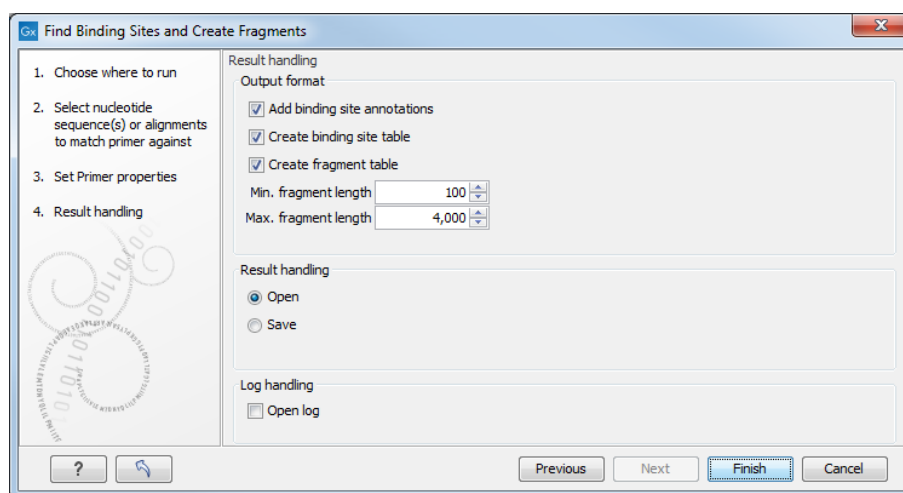 Gx Find Binding Sites and Create Fragments
1. Choose where to run
2. Select nucleotide
sequence(s) or alignments
to match primer against
3. Set Primer properties
4. Result handling
Result handling
Output format
Add binding site annotations
Create binding site table
Create fragment table
Min. fragment length 100
Max. fragment length 4,000
Result handling
Open
Save
Log handling
Open log
? Previous Next Finish Cancel